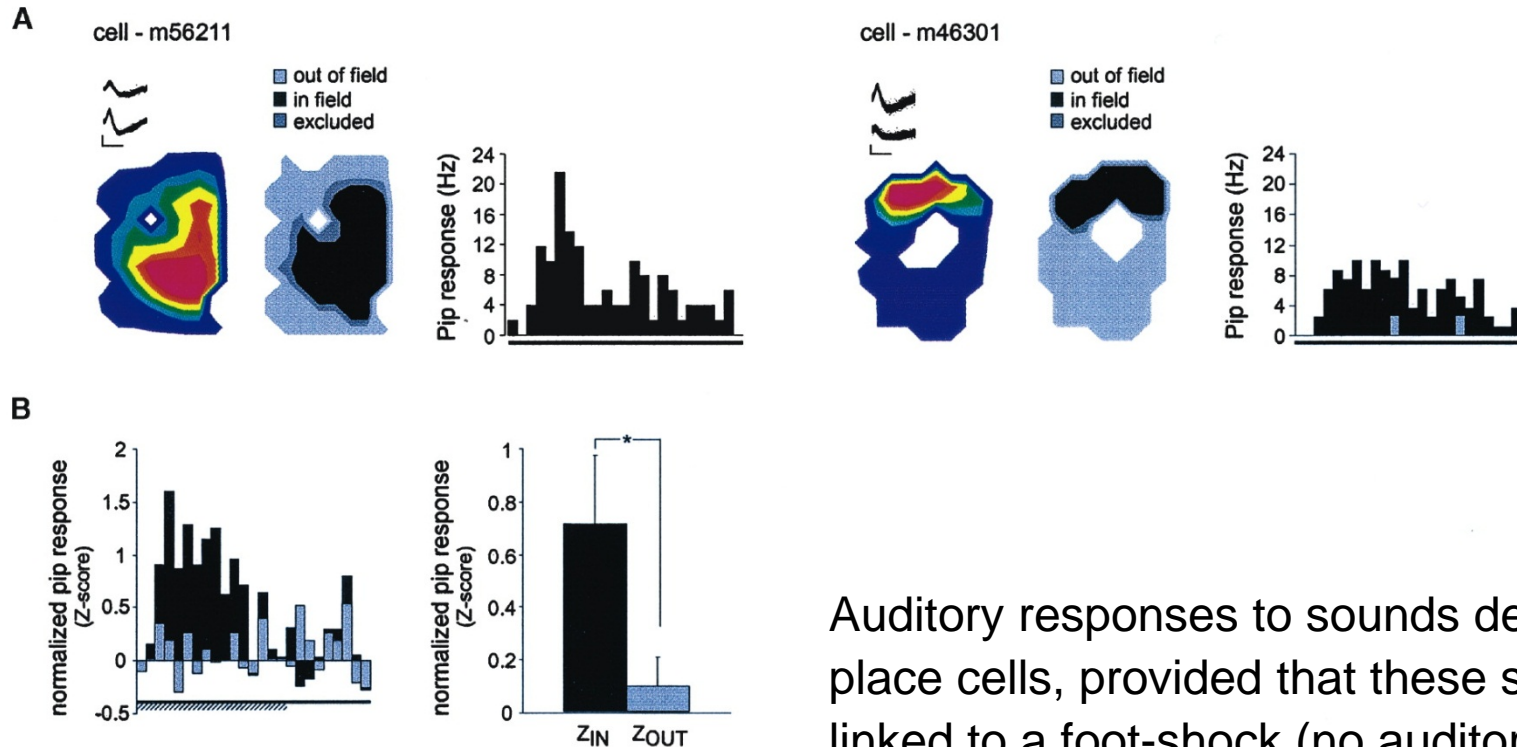 A
cell - m56211
out of field
in field
excluded
Pip response (Hz)
24
20
16
12
8
4
0
cell - m46301
out of field
in field
excluded
Pip response (Hz)
24
20
16
12
8
4
0
B
normalized pip response
(Z-score)
2
1.5
1
0.5
0
-0.5
normalized pip response
(Z-score)
1
0.8
0.6
0.4
0.2
0
*
ZIN ZOUT
Auditory responses to sounds de
place cells, provided that these s
linked to a foot-shock (no auditor